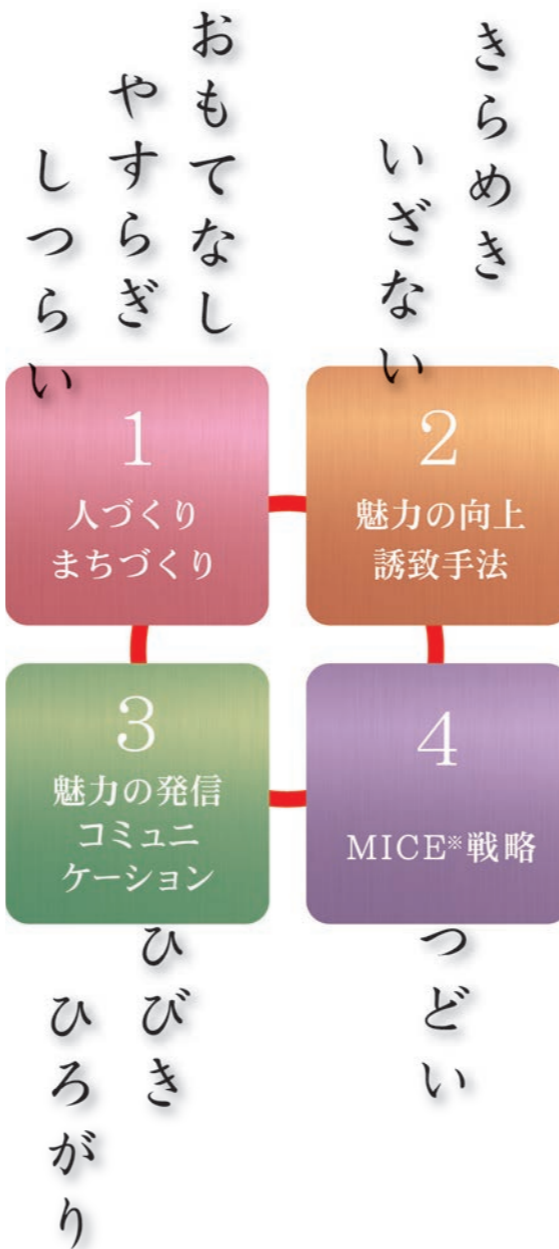 きらめき
いざない
おもてなし
やすらぎ
しつらい
1
人づくり
まちづくり
2
魅力の向上
誘致手法
3
魅力の発信
コミュニ
ケーション
4
MICE※戦略
つどい
ひびき
ひろがり